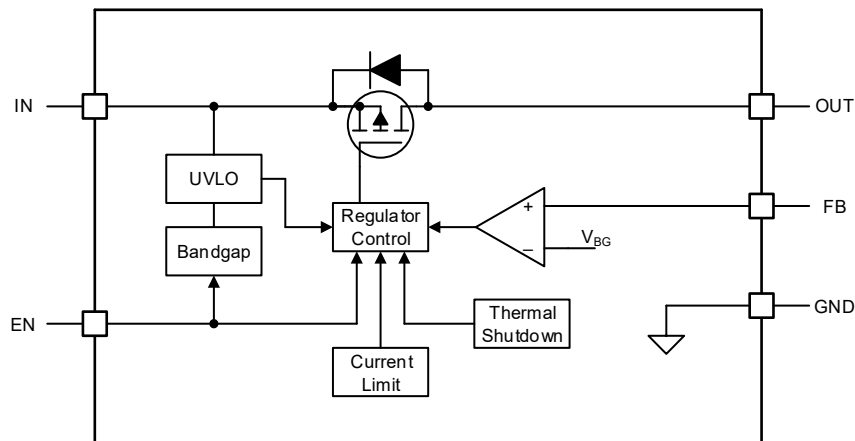 IN
OUT
UVLO
Regulator
Control
+
−
V_BG
FB
Bandgap
EN
Thermal
Shutdown
GND
Current
Limit